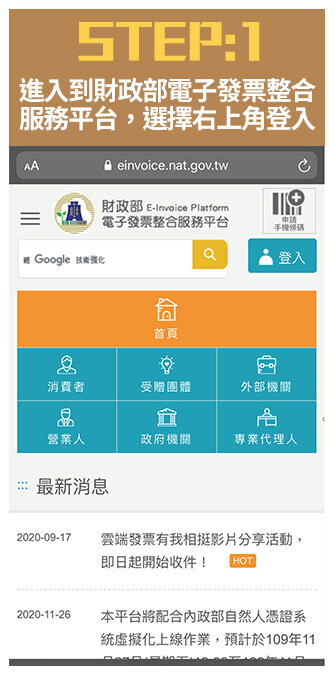 STEP:1
進入到財政部電子發票整合
服務平台，選擇右上角登入
AA einvoice.nat.gov.tw
財政部 E-Invoice Platform
電子發票整合服務平台
申請
手機條碼
經 Google 技術強化
登入
首頁
消費者 受贈團體 外部機關
營業人 政府機關 專業代理人
最新消息
2020-09-17 雲端發票有我相挺影片分享活動，
即日起開始收件！ HOT
2020-11-26 本平台將配合內政部自然人憑證系
統虛擬化上線作業，預計於109年11